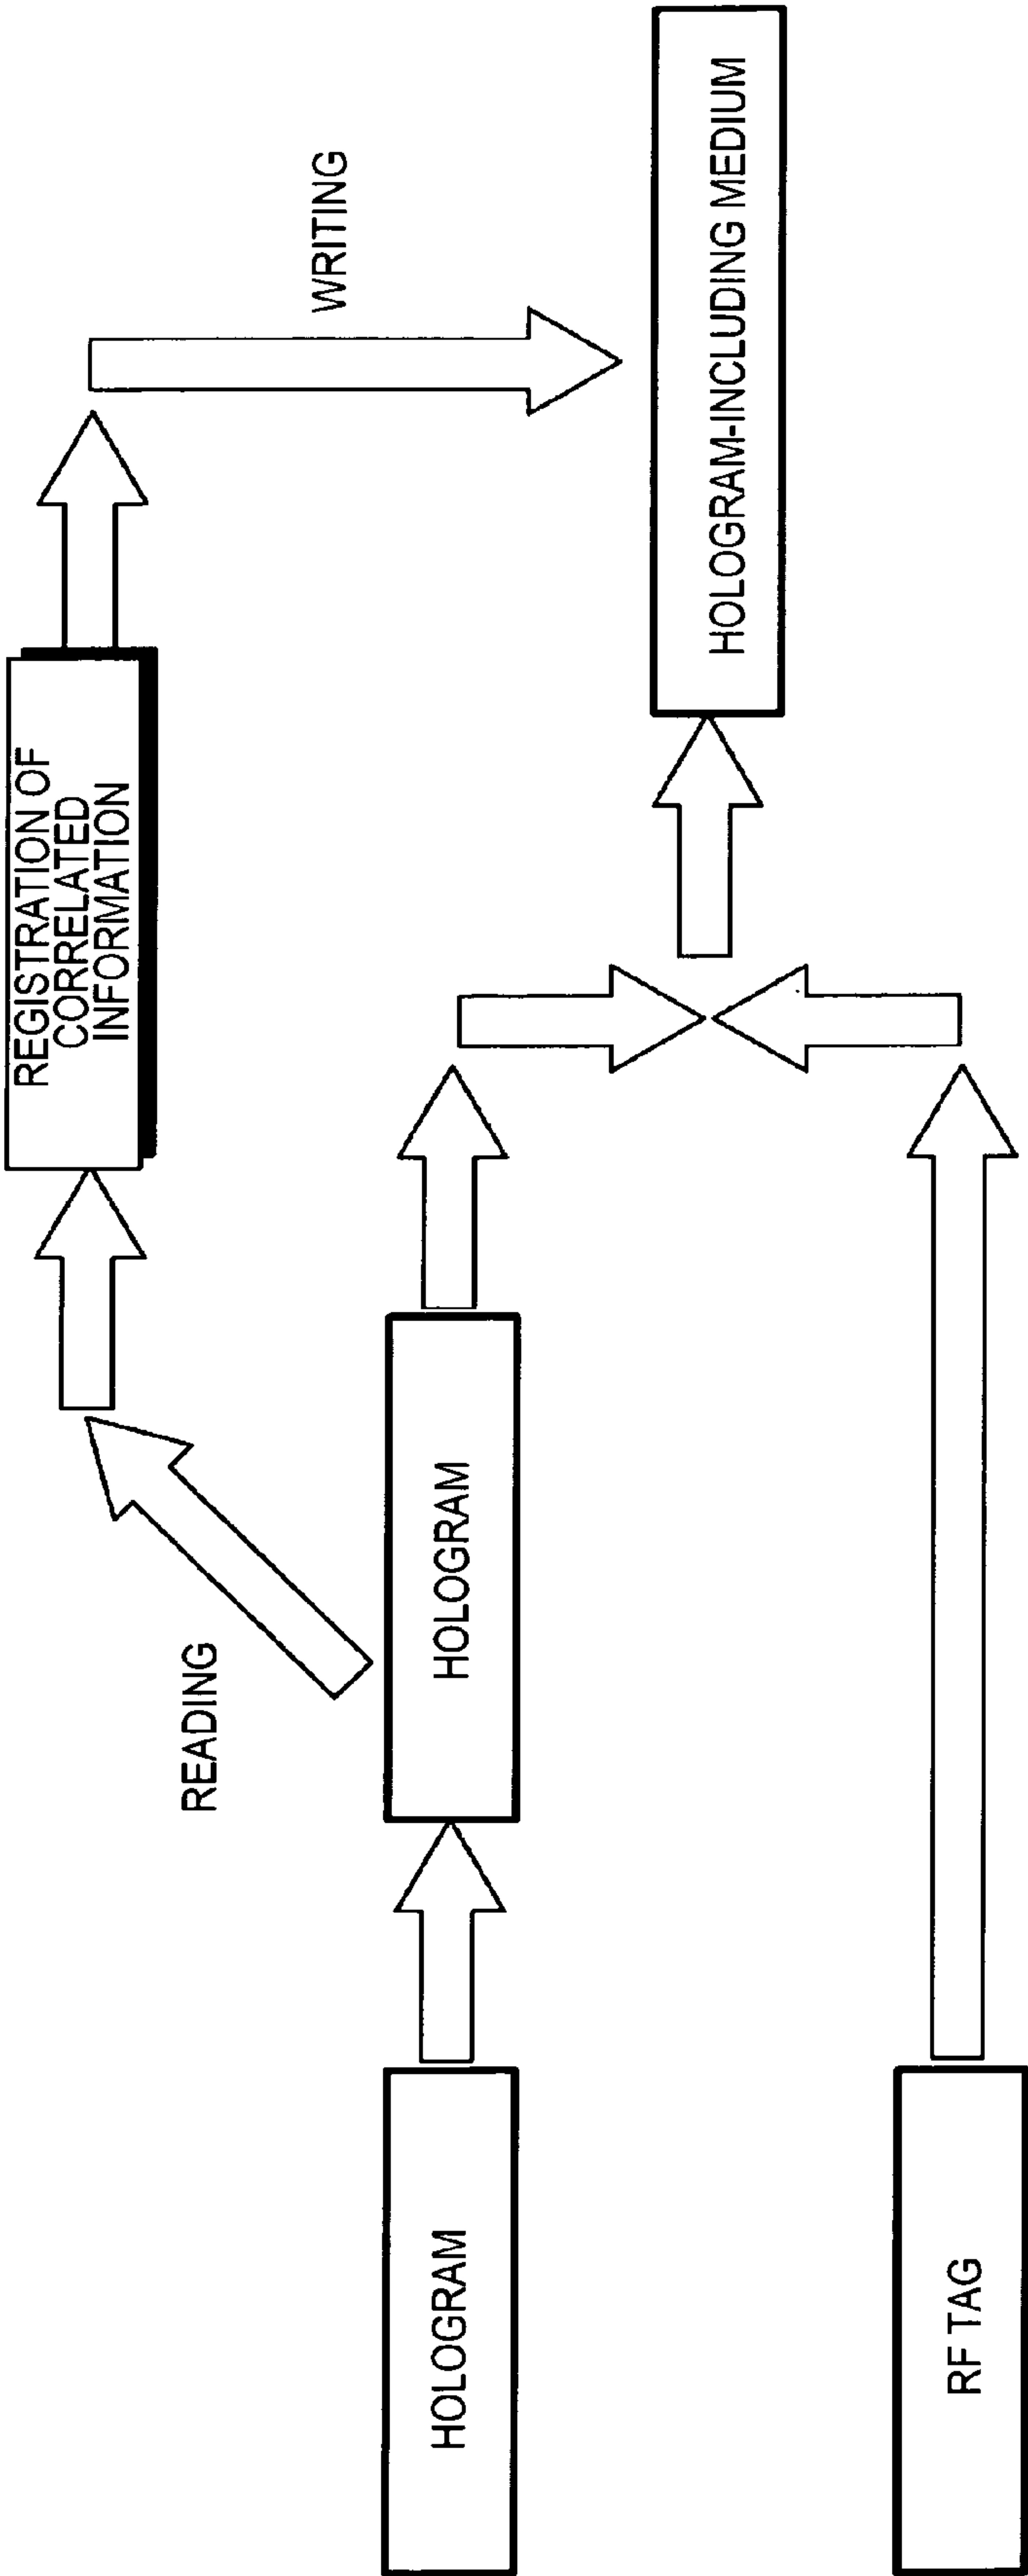 REGISTRATION OF
CORRELATED
INFORMATION
READING
WRITING
HOLOGRAM
HOLOGRAM
HOLOGRAM-INCLUDING MEDIUM
RF TAG